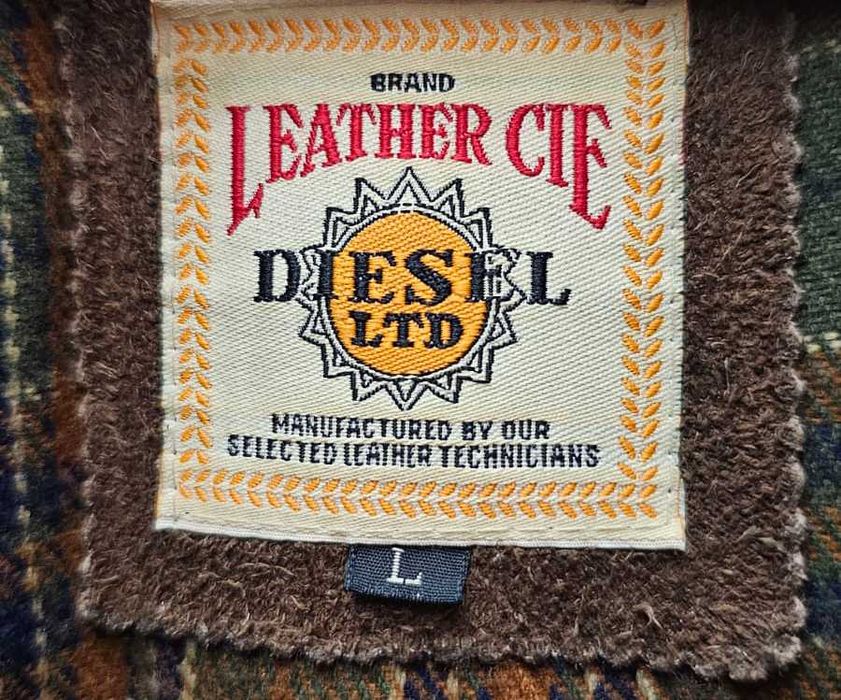 BRAND
LEATHER CIE
DIESEL
LTD
MANUFACTURED BY OUR
SELECTED LEATHER TECHNICIANS
L